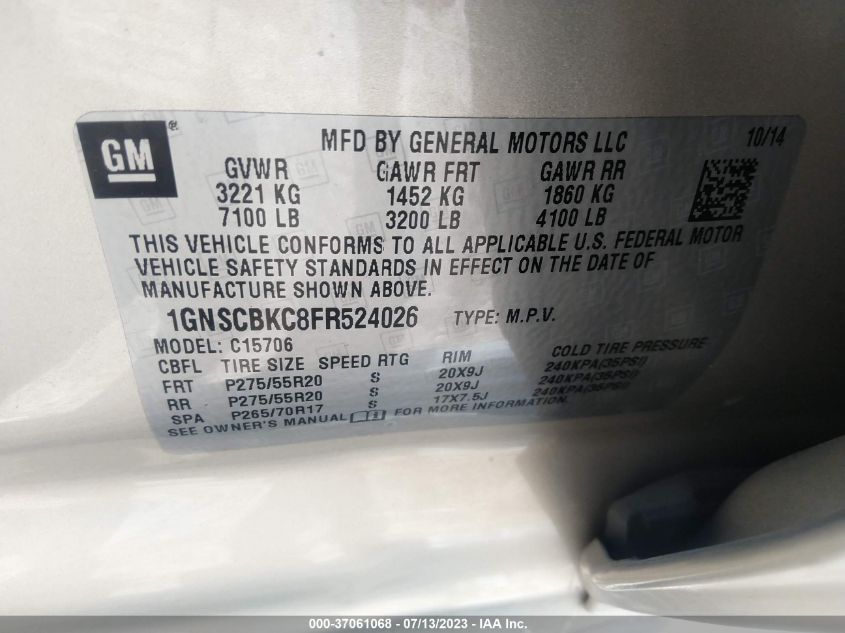 GM ®
MFD BY GENERAL MOTORS LLC 10/14
GVWR GAWR FRT GAWR RR
3221 KG 1452 KG 1860 KG
7100 LB 3200 LB 4100 LB
THIS VEHICLE CONFORMS TO ALL APPLICABLE U.S. FEDERAL MOTOR
VEHICLE SAFETY STANDARDS IN EFFECT ON THE DATE OF
MANUFACTURE SHOWN ABOVE.
1GNSCBKC8FR524026 TYPE: M.P.V.
MODEL: C15706
CBFL TIRE SIZE SPEED RTG RIM COLD TIRE PRESSURE
FRT P275/55R20 S 20X9J 240KPA(35PSI)
RR P275/55R20 S 20X9J 240KPA(35PSI)
SPA P265/70R17 S 17X7.5J 240KPA(35PSI)
SEE OWNER'S MANUAL FOR MORE INFORMATION.
000-37061068 - 07/13/2023 - IAA Inc.